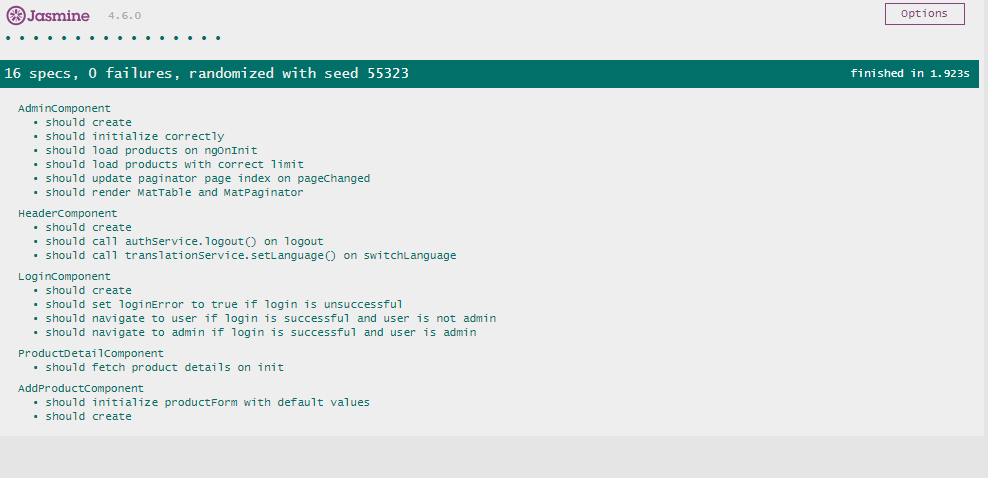 Jasmine 4.6.0 Options
• • • • • • • • • • • • • • • •
16 specs, 0 failures, randomized with seed 55323 finished in 1.923s
AdminComponent
• should create
• should initialize correctly
• should load products on ngOnInit
• should load products with correct limit
• should update paginator page index on pageChanged
• should render MatTable and MatPaginator
HeaderComponent
• should create
• should call authService.logout() on logout
• should call translationService.setLanguage() on switchLanguage
LoginComponent
• should create
• should set loginError to true if login is unsuccessful
• should navigate to user if login is successful and user is not admin
• should navigate to admin if login is successful and user is admin
ProductDetailComponent
• should fetch product details on init
AddProductComponent
• should initialize productForm with default values
• should create